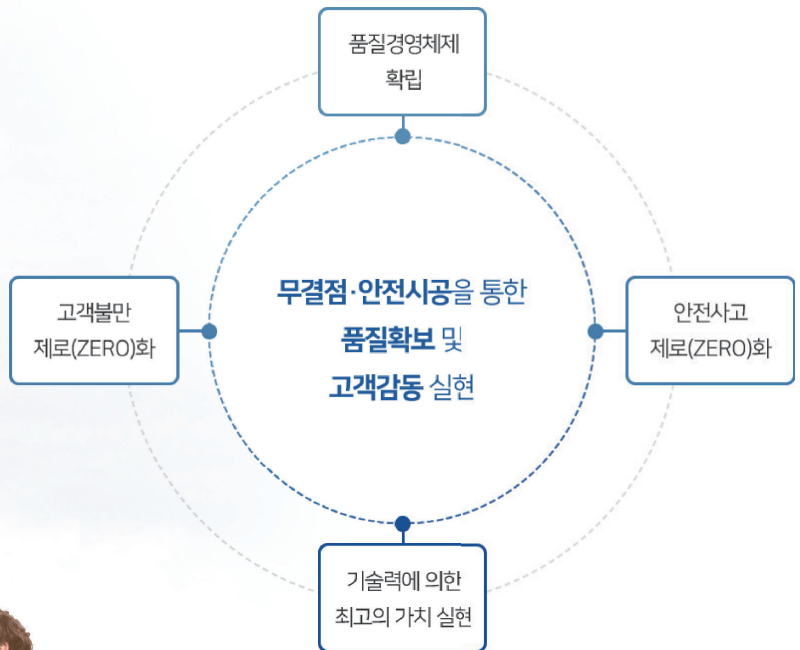 품질경영체제
확립
고객불만
제로(ZERO)화
무결점·안전시공을 통한
품질확보 및
고객감동 실현
안전사고
제로(ZERO)화
기술력에 의한
최고의 가치 실현